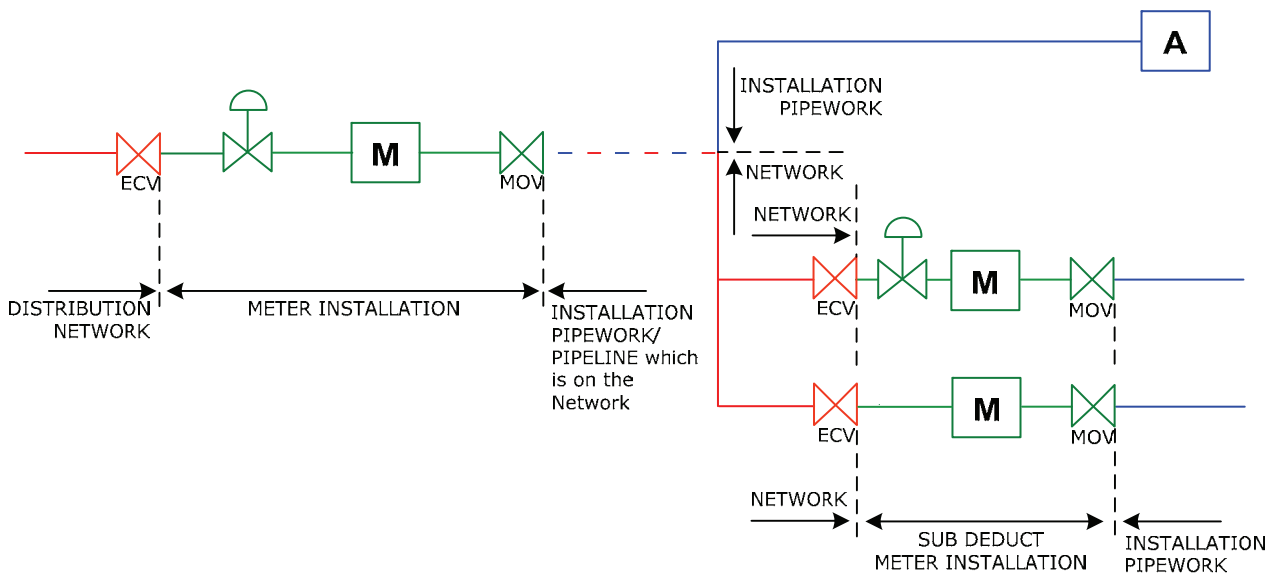 A
INSTALLATION
PIPEWORK
M
ECV
MOV
NETWORK
NETWORK
DISTRIBUTION
NETWORK
METER INSTALLATION
INSTALLATION
PIPEWORK/
PIPELINE which
is on the
Network
M
ECV
MOV
M
ECV
MOV
NETWORK
SUB DEDUCT
METER INSTALLATION
INSTALLATION
PIPEWORK